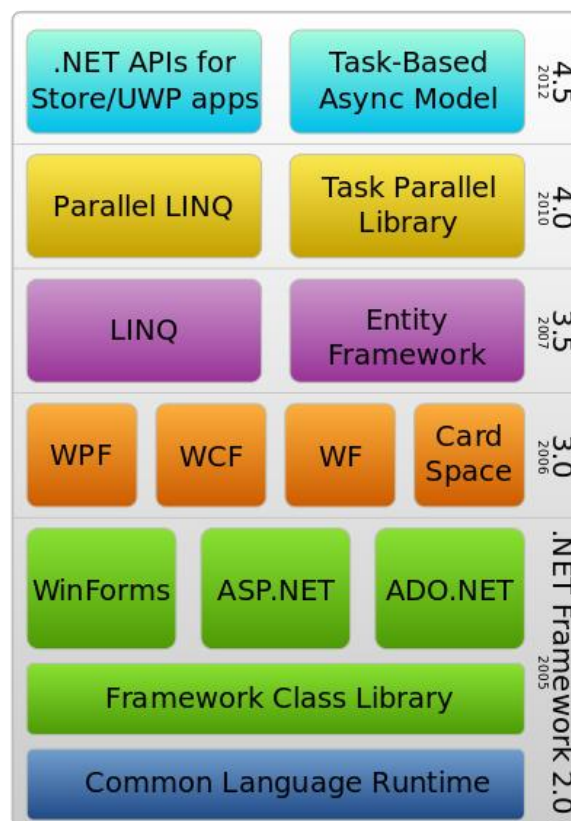 .NET APIs for
Store/UWP apps
Task-Based
Async Model
4.5
2012
Parallel LINQ
Task Parallel
Library
4.0
2010
LINQ
Entity
Framework
3.5
2007
WPF
WCF
WF
Card
Space
3.0
2006
WinForms
ASP.NET
ADO.NET
Framework Class Library
Common Language Runtime
.NET Framework 2.0
2005